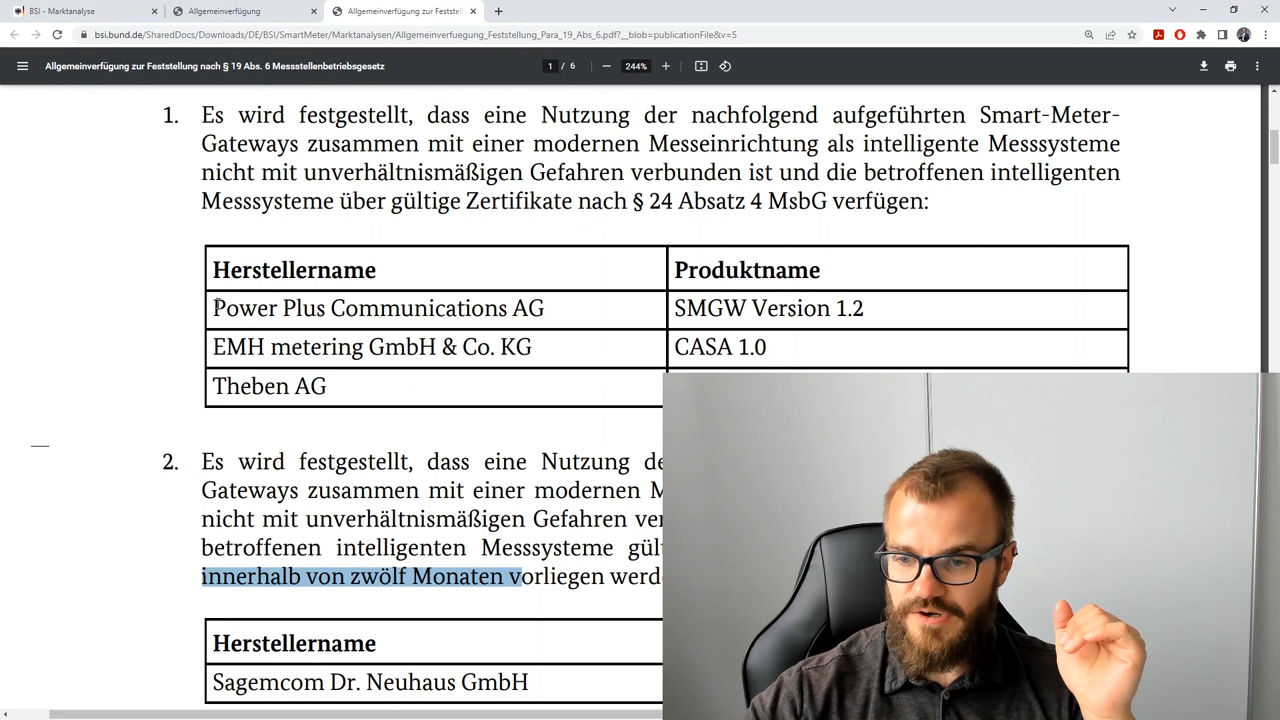 BSI - Marktanalyse
Allgemeinverfügung
Allgemeinverfügung zur Feststel
bsi.bund.de/SharedDocs/Downloads/DE/BSI/SmartMeter/Marktanalysen/Allgemeinverfuegung_Feststellung_Para_19_Abs_6.pdf?__blob=publicationFile&v=5
Allgemeinverfügung zur Feststellung nach § 19 Abs. 6 Messstellenbetriebsgesetz
1 / 6
244%
1. Es wird festgestellt, dass eine Nutzung der nachfolgend aufgeführten Smart-Meter-
Gateways zusammen mit einer modernen Messeinrichtung als intelligente Messsysteme
nicht mit unverhältnismäßigen Gefahren verbunden ist und die betroffenen intelligenten
Messsysteme über gültige Zertifikate nach § 24 Absatz 4 MsbG verfügen:
Herstellername Produktname
Power Plus Communications AG SMGW Version 1.2
EMH metering GmbH & Co. KG CASA 1.0
Theben AG
2. Es wird festgestellt, dass eine Nutzung
Gateways zusammen mit einer modernen
nicht mit unverhältnismäßigen Gefahren
betroffenen intelligenten Messsysteme
innerhalb von zwölf Monaten vorliegen
Herstellername
Sagemcom Dr. Neuhaus GmbH